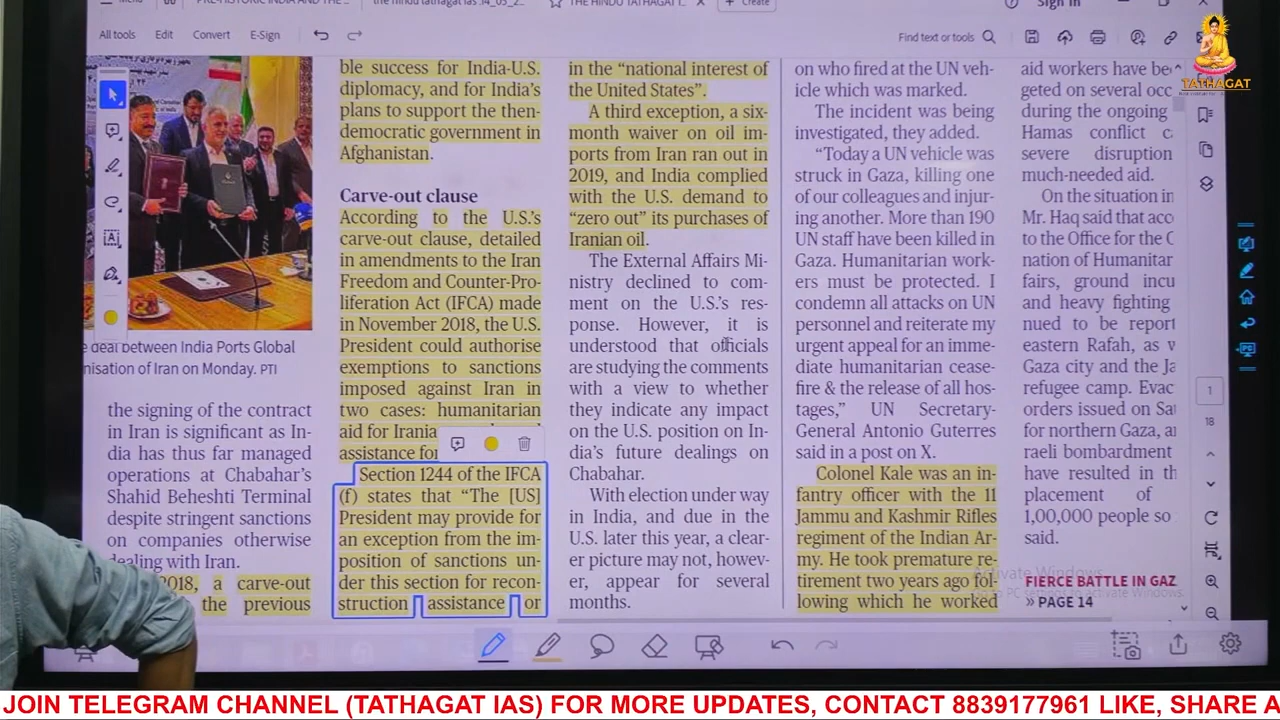 Menu
PRE-HISTORIC INDIA AND THE ...
the hindu tathagat ias 14_05_2...
THE HINDU TATHAGAT I...
Create
Sign in
All tools Edit Convert E-Sign
Find text or tools
TATHAGAT
e deal between India Ports Global
nisation of Iran on Monday. PTI
the signing of the contract
in Iran is significant as In-
dia has thus far managed
operations at Chabahar's
Shahid Beheshti Terminal
despite stringent sanctions
on companies otherwise
dealing with Iran.
2018, a carve-out
the previous
ble success for India-U.S.
diplomacy, and for India's
plans to support the then-
democratic government in
Afghanistan.
Carve-out clause
According to the U.S.'s
carve-out clause, detailed
in amendments to the Iran
Freedom and Counter-Pro-
liferation Act (IFCA) made
in November 2018, the U.S.
President could authorise
exemptions to sanctions
imposed against Iran in
two cases: humanitarian
aid for Irania
assistance for
Section 1244 of the IFCA
(f) states that “The [US]
President may provide for
an exception from the im-
position of sanctions un-
der this section for recon-
struction assistance or
in the “national interest of
the United States”.
A third exception, a six-
month waiver on oil im-
ports from Iran ran out in
2019, and India complied
with the U.S. demand to
“zero out” its purchases of
Iranian oil.
The External Affairs Mi-
nistry declined to com-
ment on the U.S.'s res-
ponse. However, it is
understood that officials
are studying the comments
with a view to whether
they indicate any impact
on the U.S. position on In-
dia's future dealings on
Chabahar.
With election under way
in India, and due in the
U.S. later this year, a clear-
er picture may not, howev-
er, appear for several
months.
on who fired at the UN veh-
icle which was marked.
The incident was being
investigated, they added.
“Today a UN vehicle was
struck in Gaza, killing one
of our colleagues and injur-
ing another. More than 190
UN staff have been killed in
Gaza. Humanitarian work-
ers must be protected. I
condemn all attacks on UN
personnel and reiterate my
urgent appeal for an imme-
diate humanitarian cease-
fire & the release of all hos-
tages,” UN Secretary-
General Antonio Guterres
said in a post on X.
Colonel Kale was an in-
fantry officer with the 11
Jammu and Kashmir Rifles
regiment of the Indian Ar-
my. He took premature re-
tirement two years ago fol-
lowing which he worked
aid workers have bee
geted on several occ
during the ongoing
Hamas conflict ca
severe disruption
much-needed aid.
On the situation in
Mr. Haq said that acc
to the Office for the C
nation of Humanitar
fairs, ground incu
and heavy fighting
nued to be report
eastern Rafah, as w
Gaza city and the Ja
refugee camp. Evac
orders issued on Sat
for northern Gaza, an
raeli bombardment
have resulted in th
placement of
1,00,000 people so
said.
FIERCE BATTLE IN GAZ
» PAGE 14
Activate Windows
Go to PC settings to activate Windows.
1
18
JOIN TELEGRAM CHANNEL (TATHAGAT IAS) FOR MORE UPDATES, CONTACT 8839177961 LIKE, SHARE A